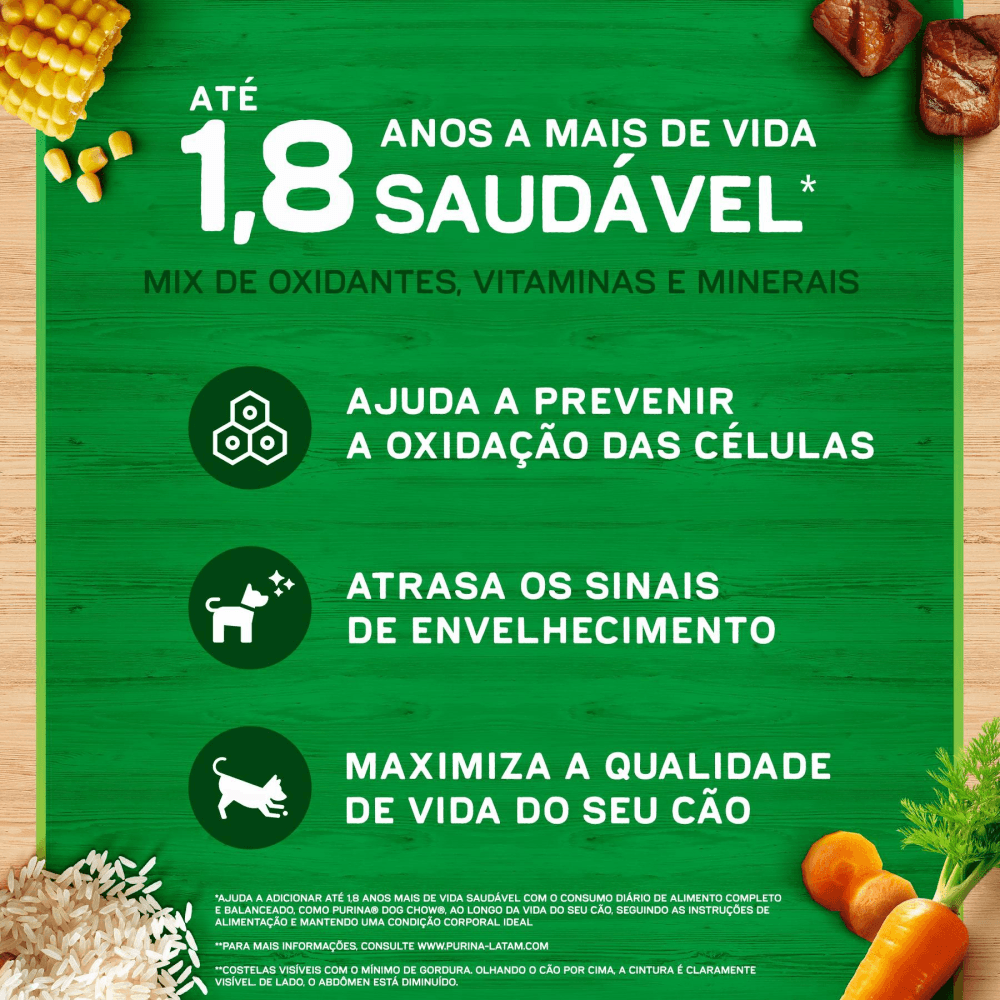 ATÉ
1,8 ANOS A MAIS DE VIDA
SAUDÁVEL*
MIX DE OXIDANTES, VITAMINAS E MINERAIS
AJUDA A PREVENIR
A OXIDAÇÃO DAS CÉLULAS
ATRASA OS SINAIS
DE ENVELHECIMENTO
MAXIMIZA A QUALIDADE
DE VIDA DO SEU CÃO
*AJUDA A ADICIONAR ATÉ 1,8 ANOS MAIS DE VIDA SAUDÁVEL COM O CONSUMO DIÁRIO DE ALIMENTO COMPLETO
E BALANCEADO, COMO PURINA® DOG CHOW®, AO LONGO DA VIDA DO SEU CÃO, SEGUINDO AS INSTRUÇÕES DE
ALIMENTAÇÃO E MANTENDO UMA CONDIÇÃO CORPORAL IDEAL
**PARA MAIS INFORMAÇÕES, CONSULTE WWW.PURINA-LATAM.COM
**COSTELAS VISÍVEIS COM O MÍNIMO DE GORDURA. OLHANDO O CÃO POR CIMA, A CINTURA É CLARAMENTE
VISÍVEL. DE LADO, O ABDÔMEN ESTÁ DIMINUÍDO.